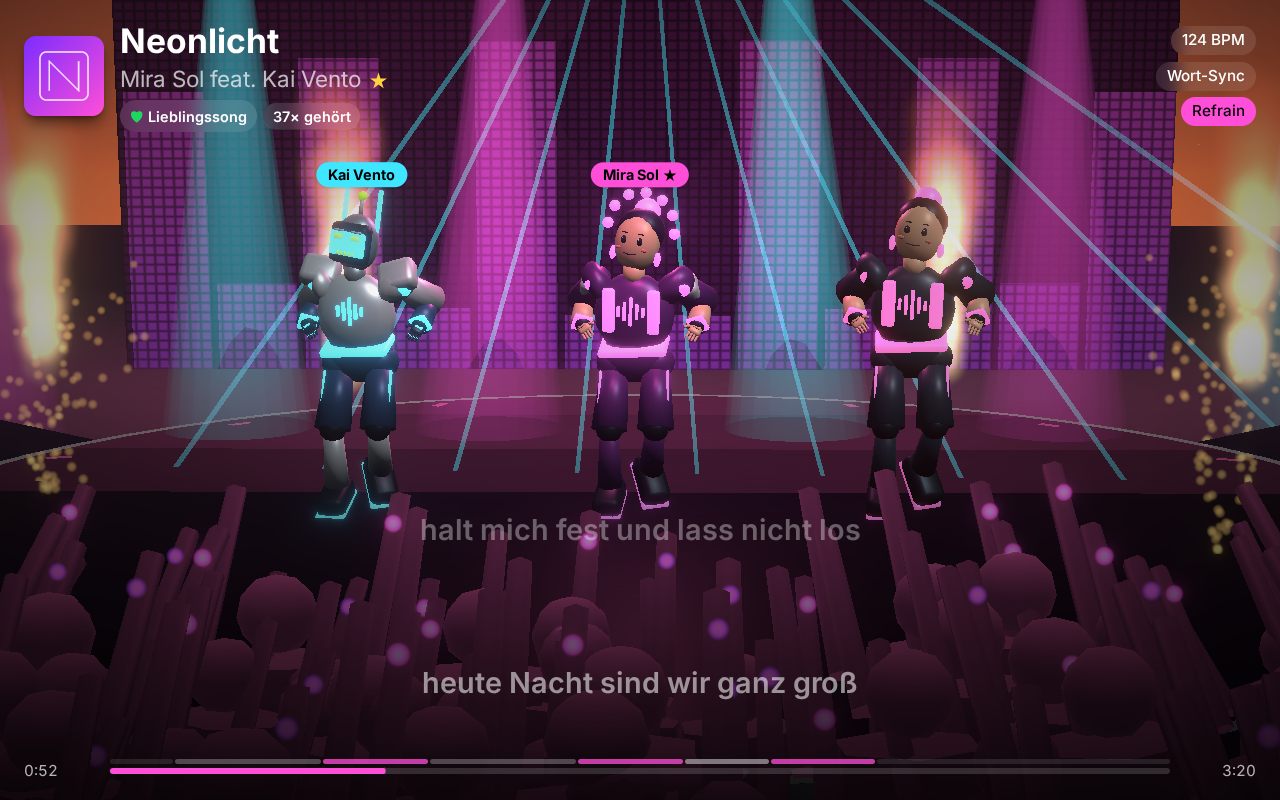 N
Neonlicht
Mira Sol feat. Kai Vento ★
Lieblingssong
37× gehört
124 BPM
Wort-Sync
Refrain
Kai Vento
Mira Sol ★
halt mich fest und lass nicht los
heute Nacht sind wir ganz groß
0:52
3:20